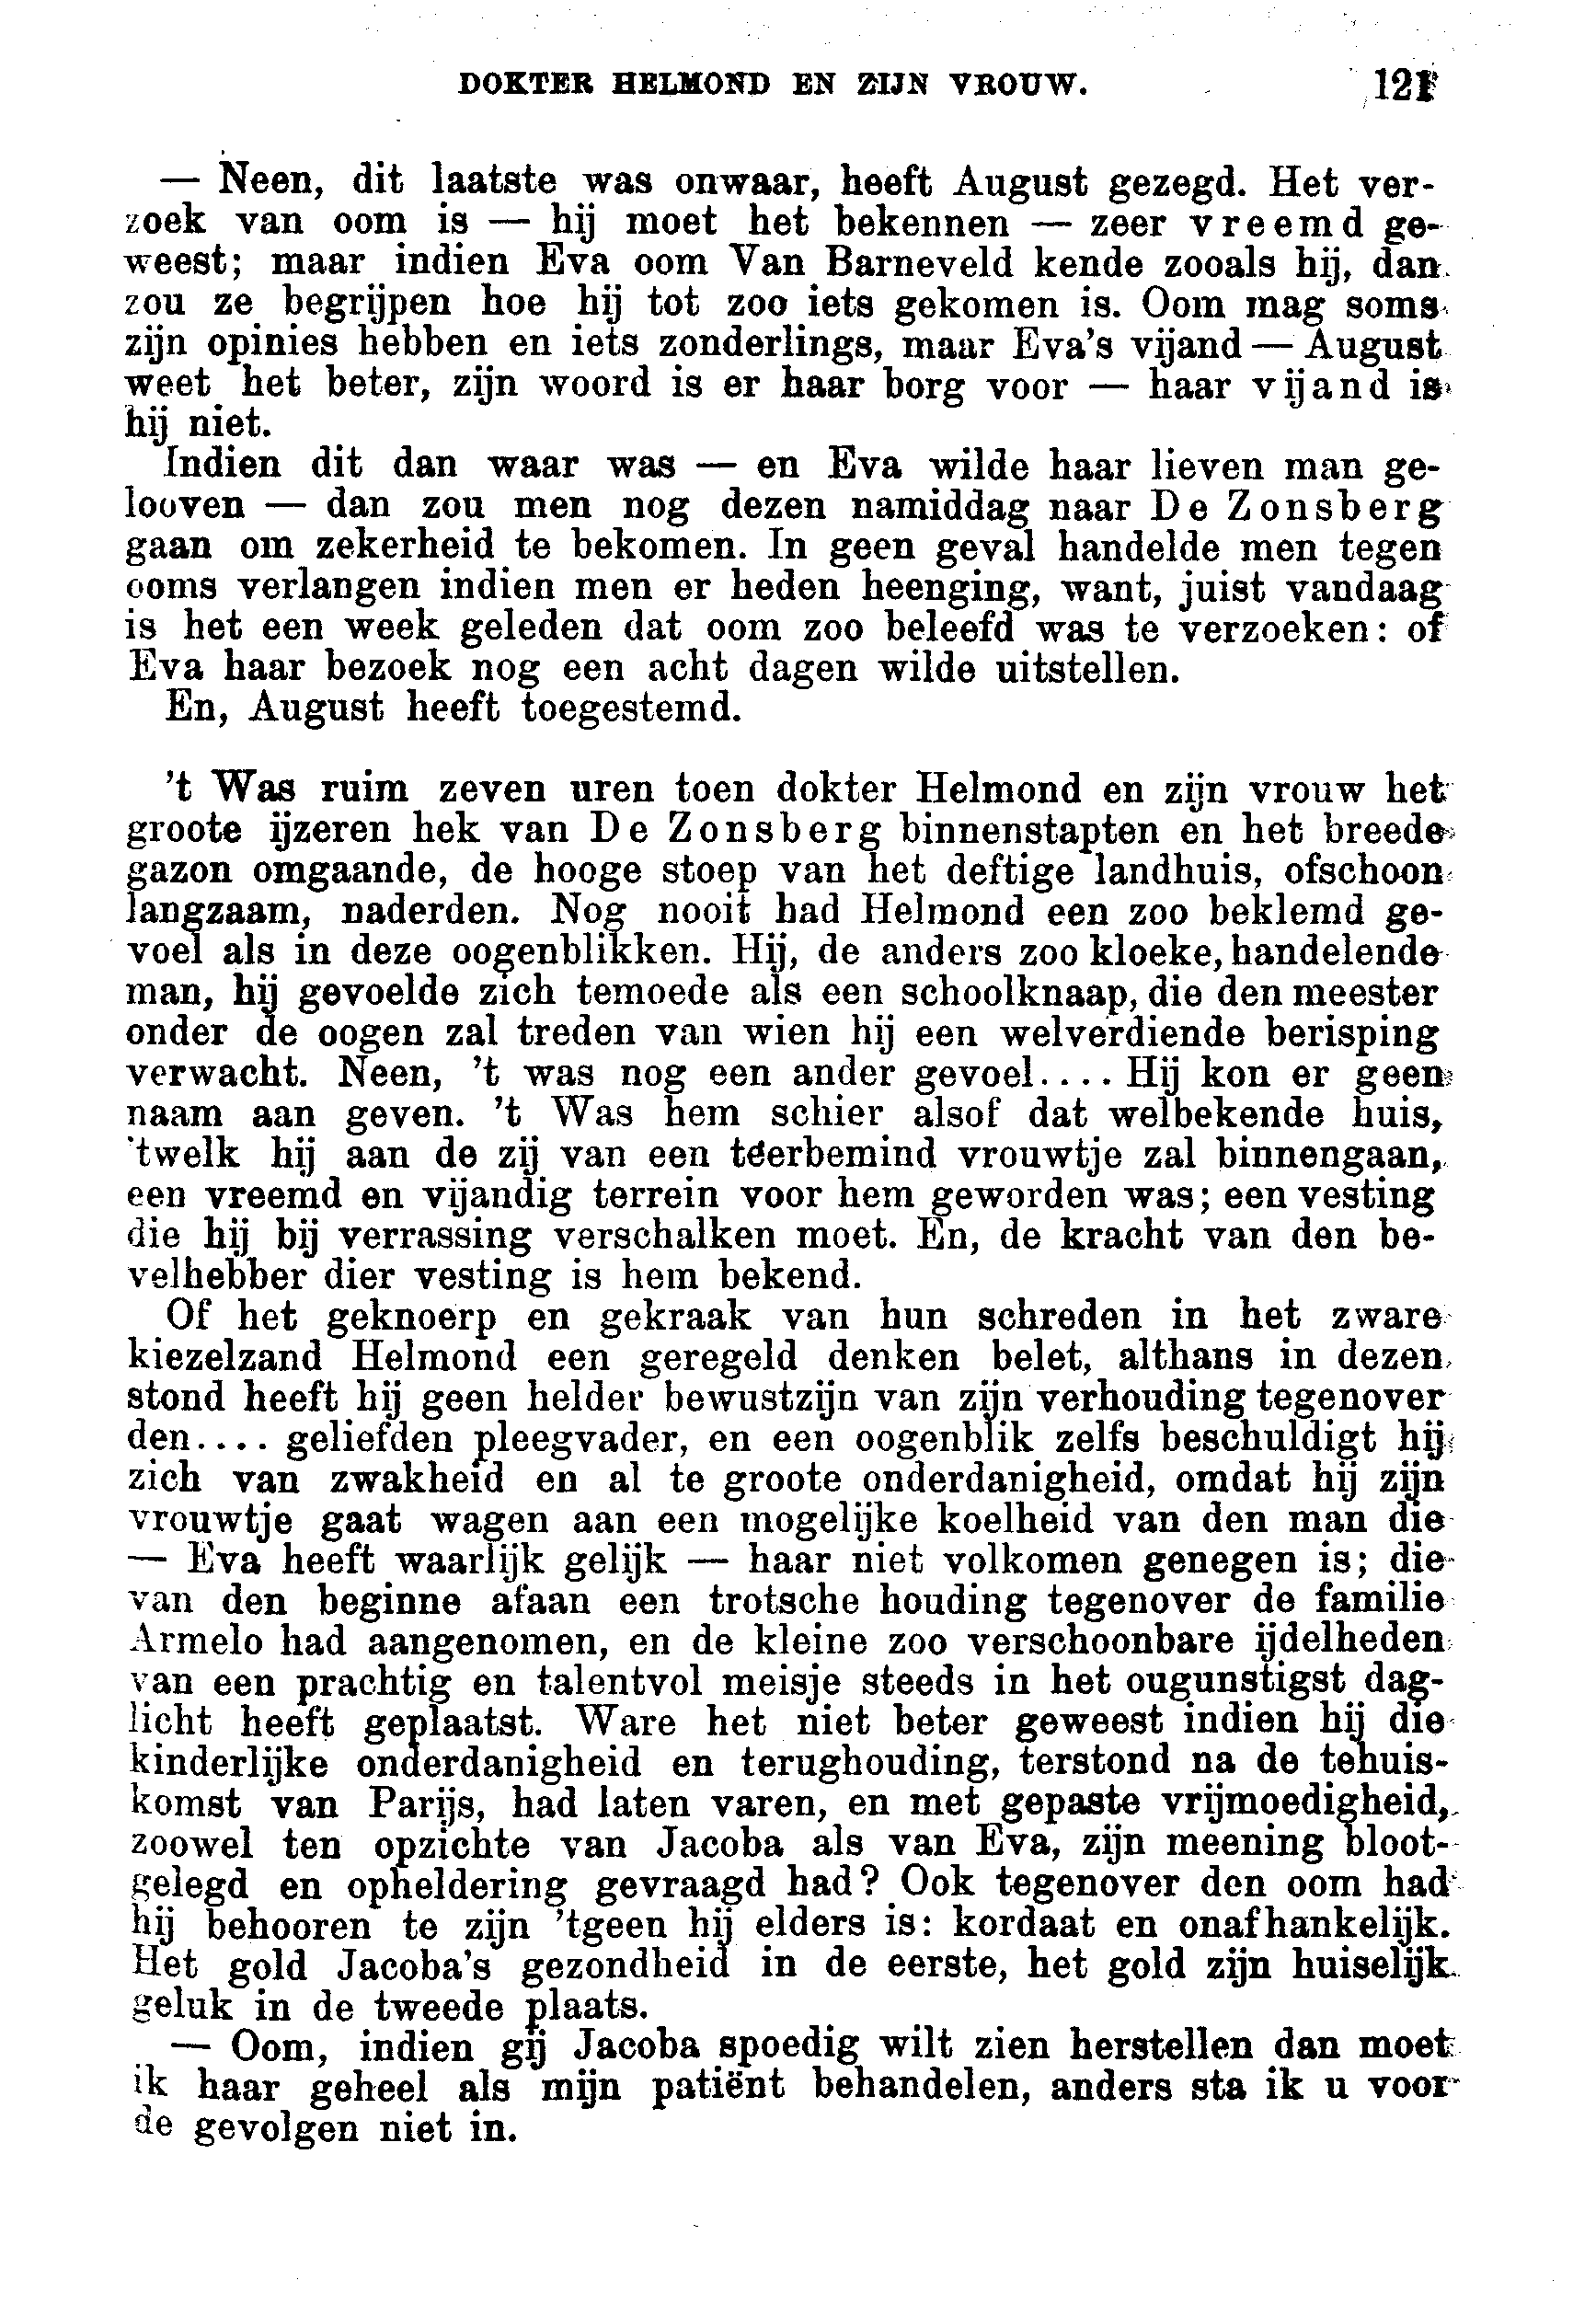 DOKTER HELMOND EN ZIJN VROUW. 121
— Neen, dit laatste was onwaar, heeft August gezegd. Het ver-
zoek van oom is — hij moet het bekennen — zeer vreemd ge-
weest; maar indien Eva oom Van Barneveld kende zooals hij, dan
zou ze begrijpen hoe hij tot zoo iets gekomen is. Oom mag soms
zijn opinies hebben en iets zonderlings, maar Eva's vijand — August
weet het beter, zijn woord is er haar borg voor — haar vijand is
hij niet.
Indien dit dan waar was — en Eva wilde haar lieven man ge-
looven — dan zou men nog dezen namiddag naar De Zonsberg
gaan om zekerheid te bekomen. In geen geval handelde men tegen
ooms verlangen indien men er heden heenging, want, juist vandaag
is het een week geleden dat oom zoo beleefd was te verzoeken: of
Eva haar bezoek nog een acht dagen wilde uitstellen.
En, August heeft toegestemd.
't Was ruim zeven uren toen dokter Helmond en zijn vrouw het
groote ijzeren hek van De Zonsberg binnenstapten en het breede
gazon omgaande, de hooge stoep van het deftige landhuis, ofschoon
langzaam, naderden. Nog nooit had Helmond een zoo beklemd ge-
voel als in deze oogenblikken. Hij, de anders zoo kloeke, handelende
man, hij gevoelde zich temoede als een schoolknaap, die den meester
onder de oogen zal treden van wien hij een welverdiende berisping
verwacht. Neen, 't was nog een ander gevoel.... Hij kon er geen
naam aan geven. 't Was hem schier alsof dat welbekende huis,
'twelk hij aan de zij van een téerbemind vrouwtje zal binnengaan,
een vreemd en vijandig terrein voor hem geworden was; een vesting
die hij bij verrassing verschalken moet. En, de kracht van den be-
velhebber dier vesting is hem bekend.
Of het geknoerp en gekraak van hun schreden in het zware
kiezelzand Helmond een geregeld denken belet, althans in dezen
stond heeft hij geen helder bewustzijn van zijn verhouding tegenover
den.... geliefden pleegvader, en een oogenblik zelfs beschuldigt hij
zich van zwakheid en al te groote onderdanigheid, omdat hij zijn
vrouwtje gaat wagen aan een mogelijke koelheid van den man die
— Eva heeft waarlijk gelijk — haar niet volkomen genegen is; die
van den beginne afaan een trotsche houding tegenover de familie
Armelo had aangenomen, en de kleine zoo verschoonbare ijdelheden
van een prachtig en talentvol meisje steeds in het ougunstigst dag-
licht heeft geplaatst. Ware het niet beter geweest indien hij die
kinderlijke onderdanigheid en terughouding, terstond na de tehuis-
komst van Parijs, had laten varen, en met gepaste vrijmoedigheid,
zoowel ten opzichte van Jacoba als van Eva, zijn meening bloot-
gelegd en opheldering gevraagd had? Ook tegenover den oom had
hij behooren te zijn 'tgeen hij elders is: kordaat en onafhankelijk.
Het gold Jacoba's gezondheid in de eerste, het gold zijn huiselijk
geluk in de tweede plaats.
— Oom, indien gij Jacoba spoedig wilt zien herstellen dan moet
ik haar geheel als mijn patiënt behandelen, anders sta ik u voor
de gevolgen niet in.